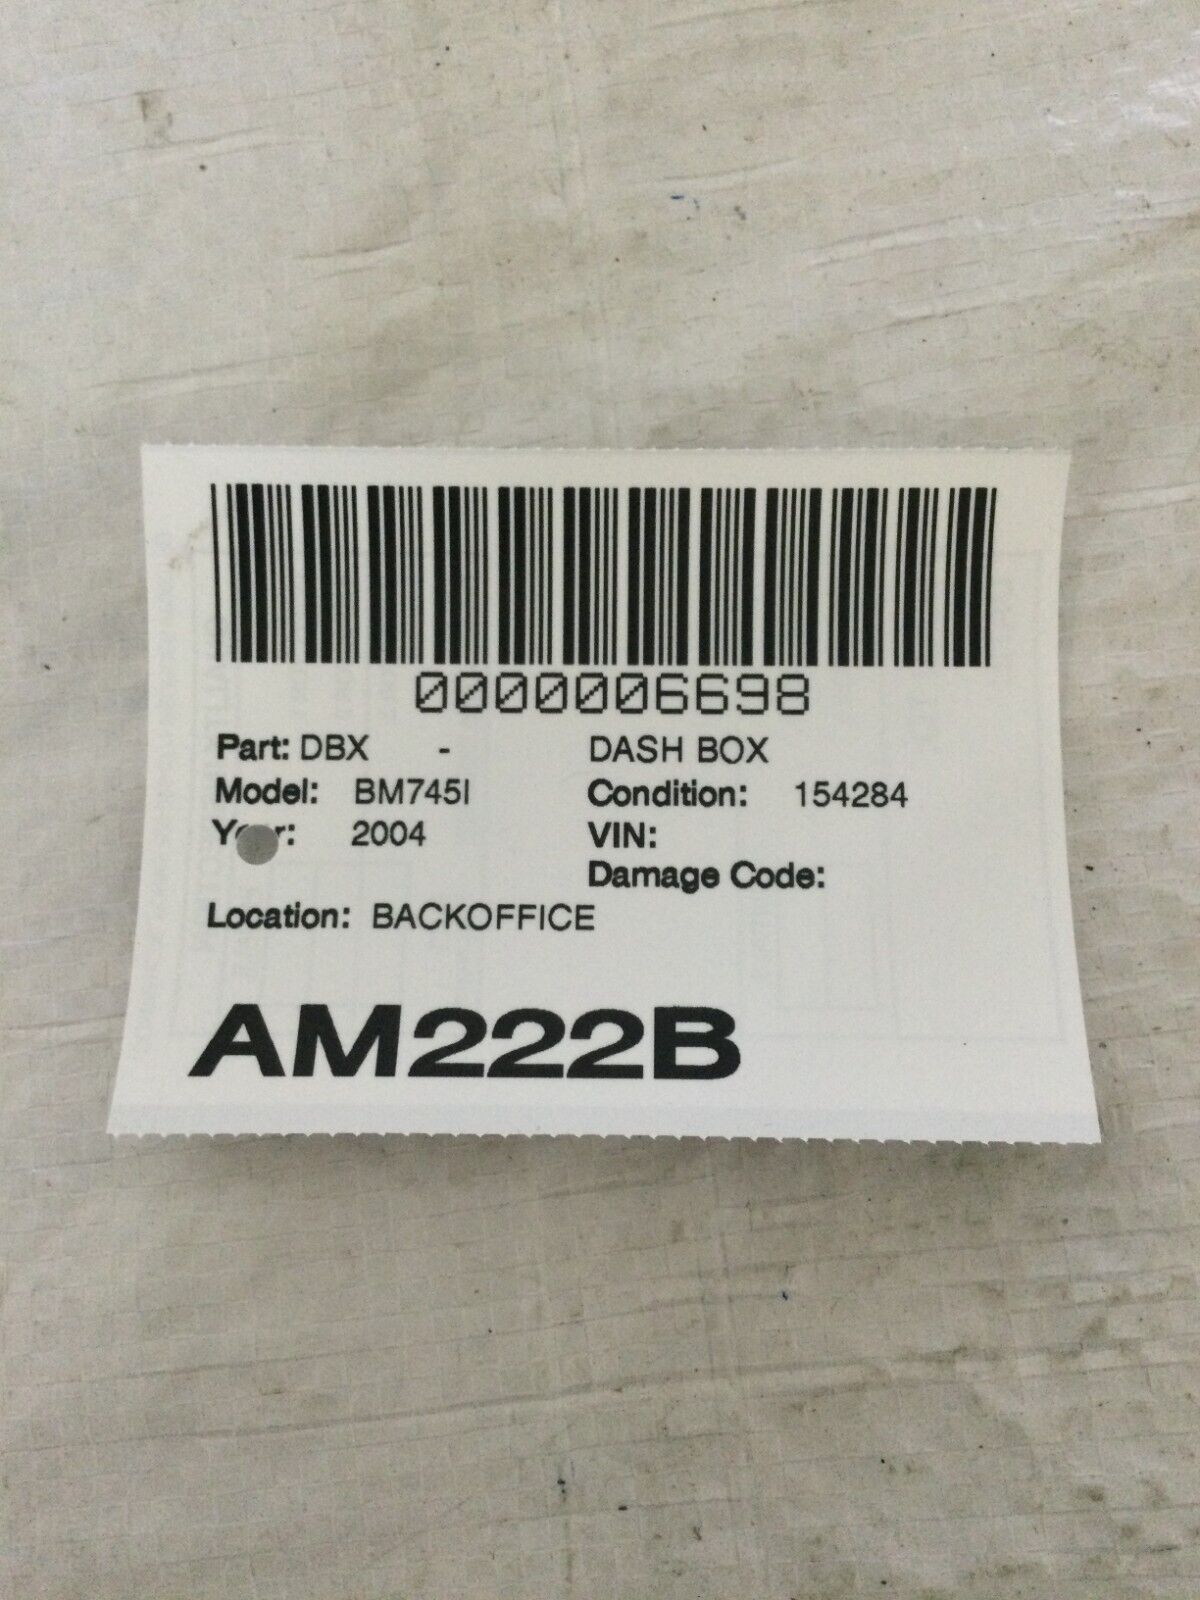 0000006698
Part: DBX - DASH BOX
Model: BM745I Condition: 154284
2004 VIN:
Damage Code:
Location: BACKOFFICE
AM222B